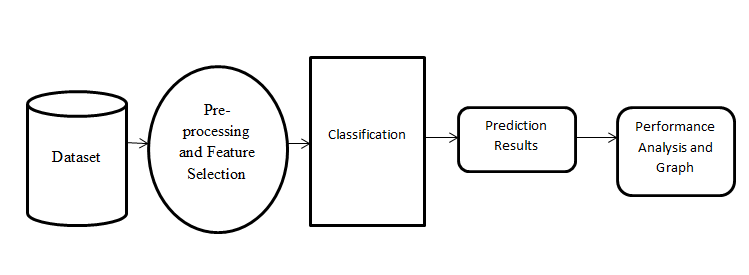 Dataset
Pre-
processing
and Feature
Selection
Classification
Prediction
Results
Performance
Analysis and
Graph